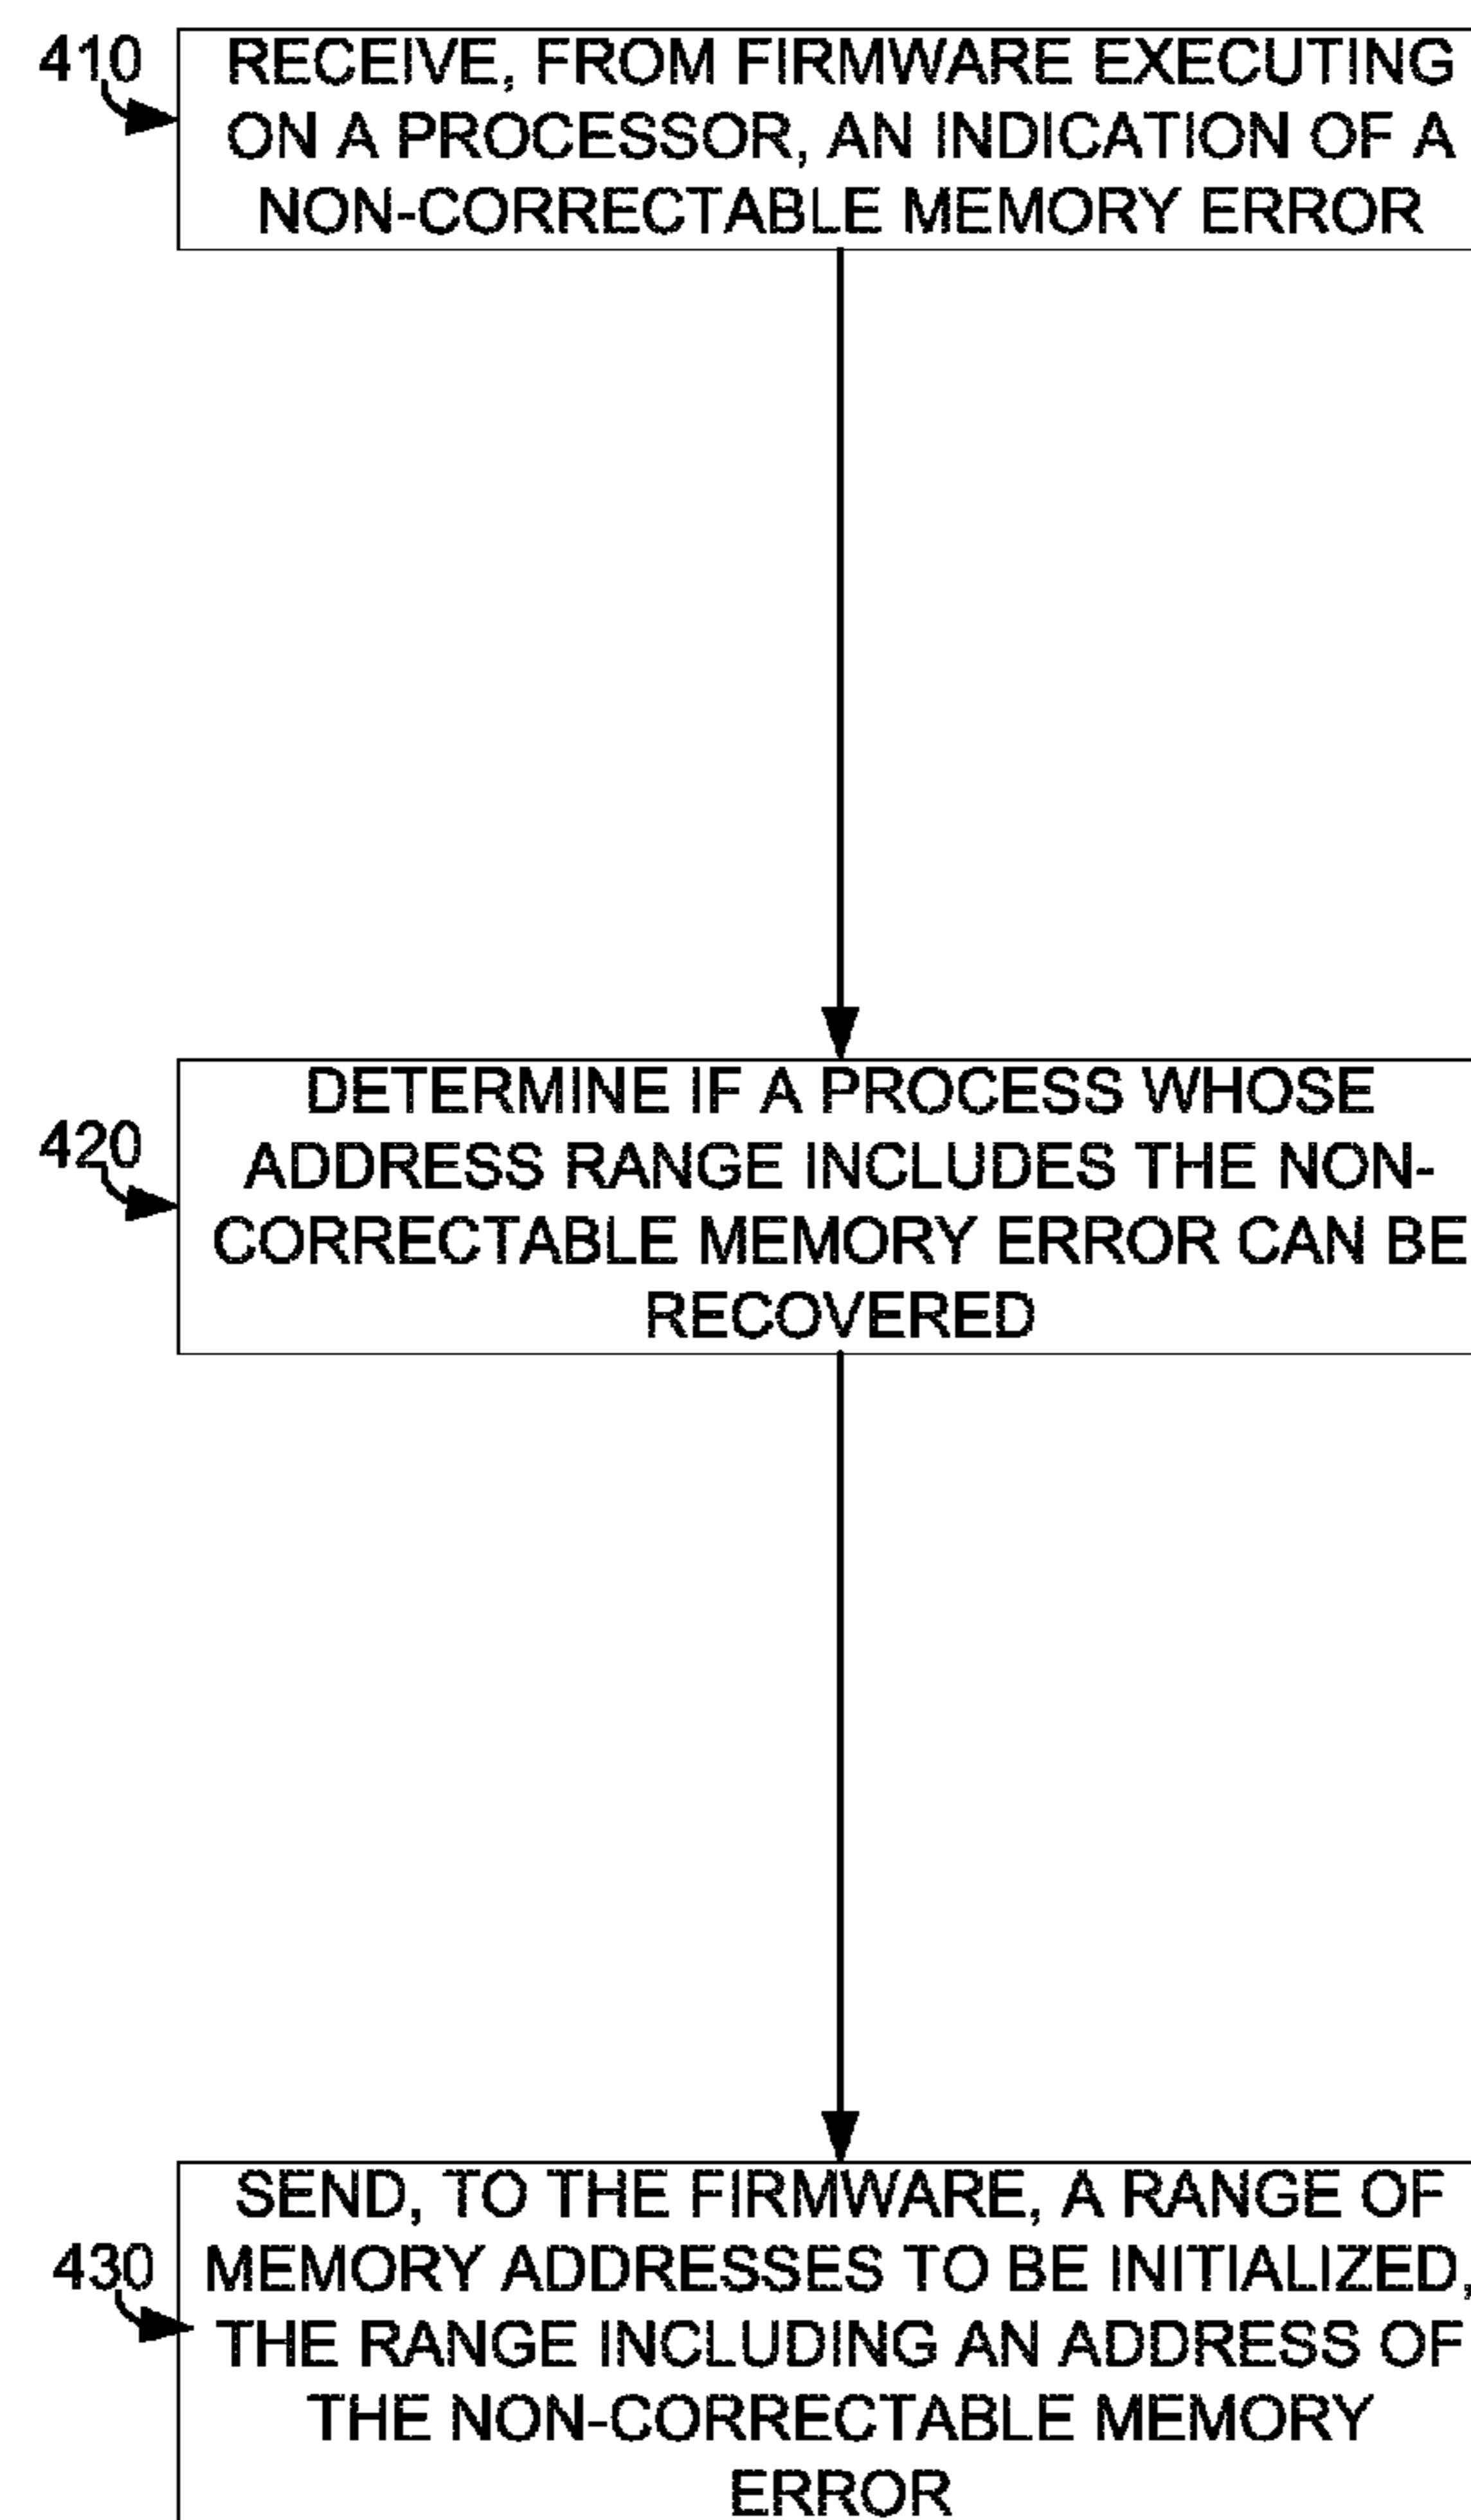 410
RECEIVE, FROM FIRMWARE EXECUTING
ON A PROCESSOR, AN INDICATION OF A
NON-CORRECTABLE MEMORY ERROR
420
DETERMINE IF A PROCESS WHOSE
ADDRESS RANGE INCLUDES THE NON-
CORRECTABLE MEMORY ERROR CAN BE
RECOVERED
430
SEND, TO THE FIRMWARE, A RANGE OF
MEMORY ADDRESSES TO BE INITIALIZED,
THE RANGE INCLUDING AN ADDRESS OF
THE NON-CORRECTABLE MEMORY
ERROR